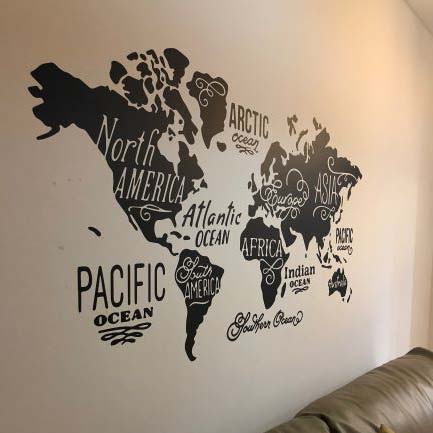 ARCTIC
ocean
North
AMERICA
Europe
ASIA
Atlantic
OCEAN
AFRICA
PACIFIC
ocean
PACIFIC
OCEAN
South
AMERICA
Indian
OCEAN
Australia
Southern Ocean